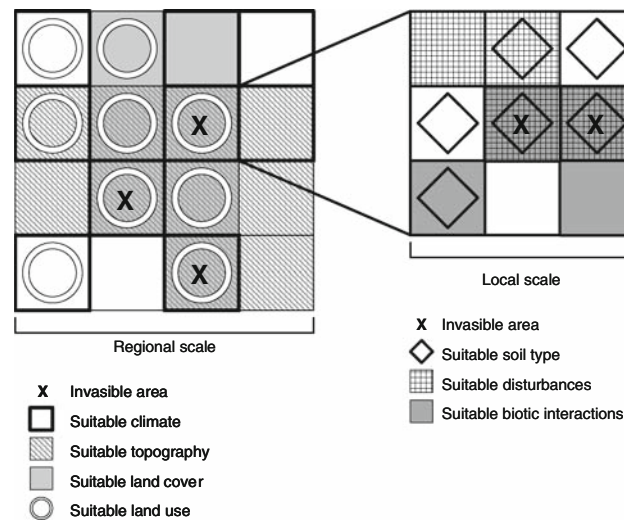 X
X
X
X
X
Regional scale
Local scale
X Invasible area
Suitable climate
Suitable topography
Suitable land cover
Suitable land use
X Invasible area
Suitable soil type
Suitable disturbances
Suitable biotic interactions